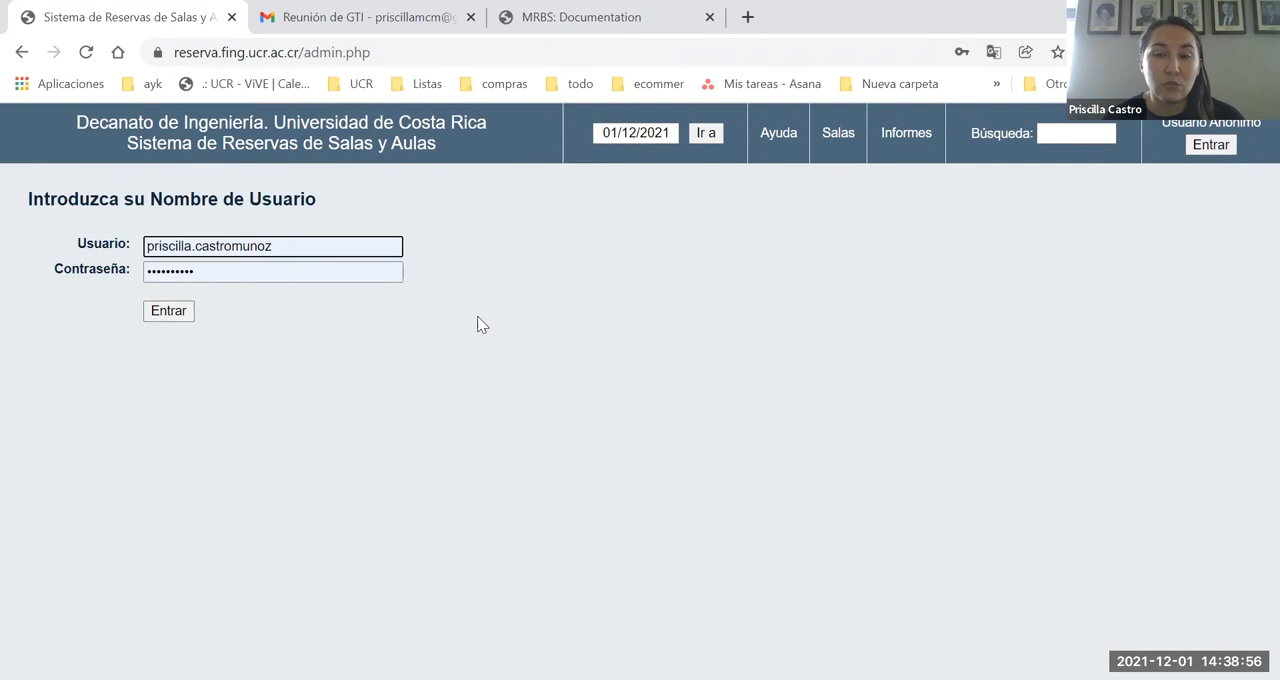 Sistema de Reservas de Salas y A
Reunión de GTI - priscillamcm@g
MRBS: Documentation
reserva.fing.ucr.ac.cr/admin.php
Aplicaciones
ayk
.: UCR - ViVE | Cale...
UCR
Listas
compras
todo
ecommer
Mis tareas - Asana
Nueva carpeta
»
Otro
Priscilla Castro
Decanato de Ingeniería. Universidad de Costa Rica
Sistema de Reservas de Salas y Aulas
01/12/2021
Ir a
Ayuda
Salas
Informes
Búsqueda:
Usuario Anónimo
Entrar
Introduzca su Nombre de Usuario
Usuario: priscilla.castromunoz
Contraseña: ••••••••••
Entrar
2021-12-01 14:38:56